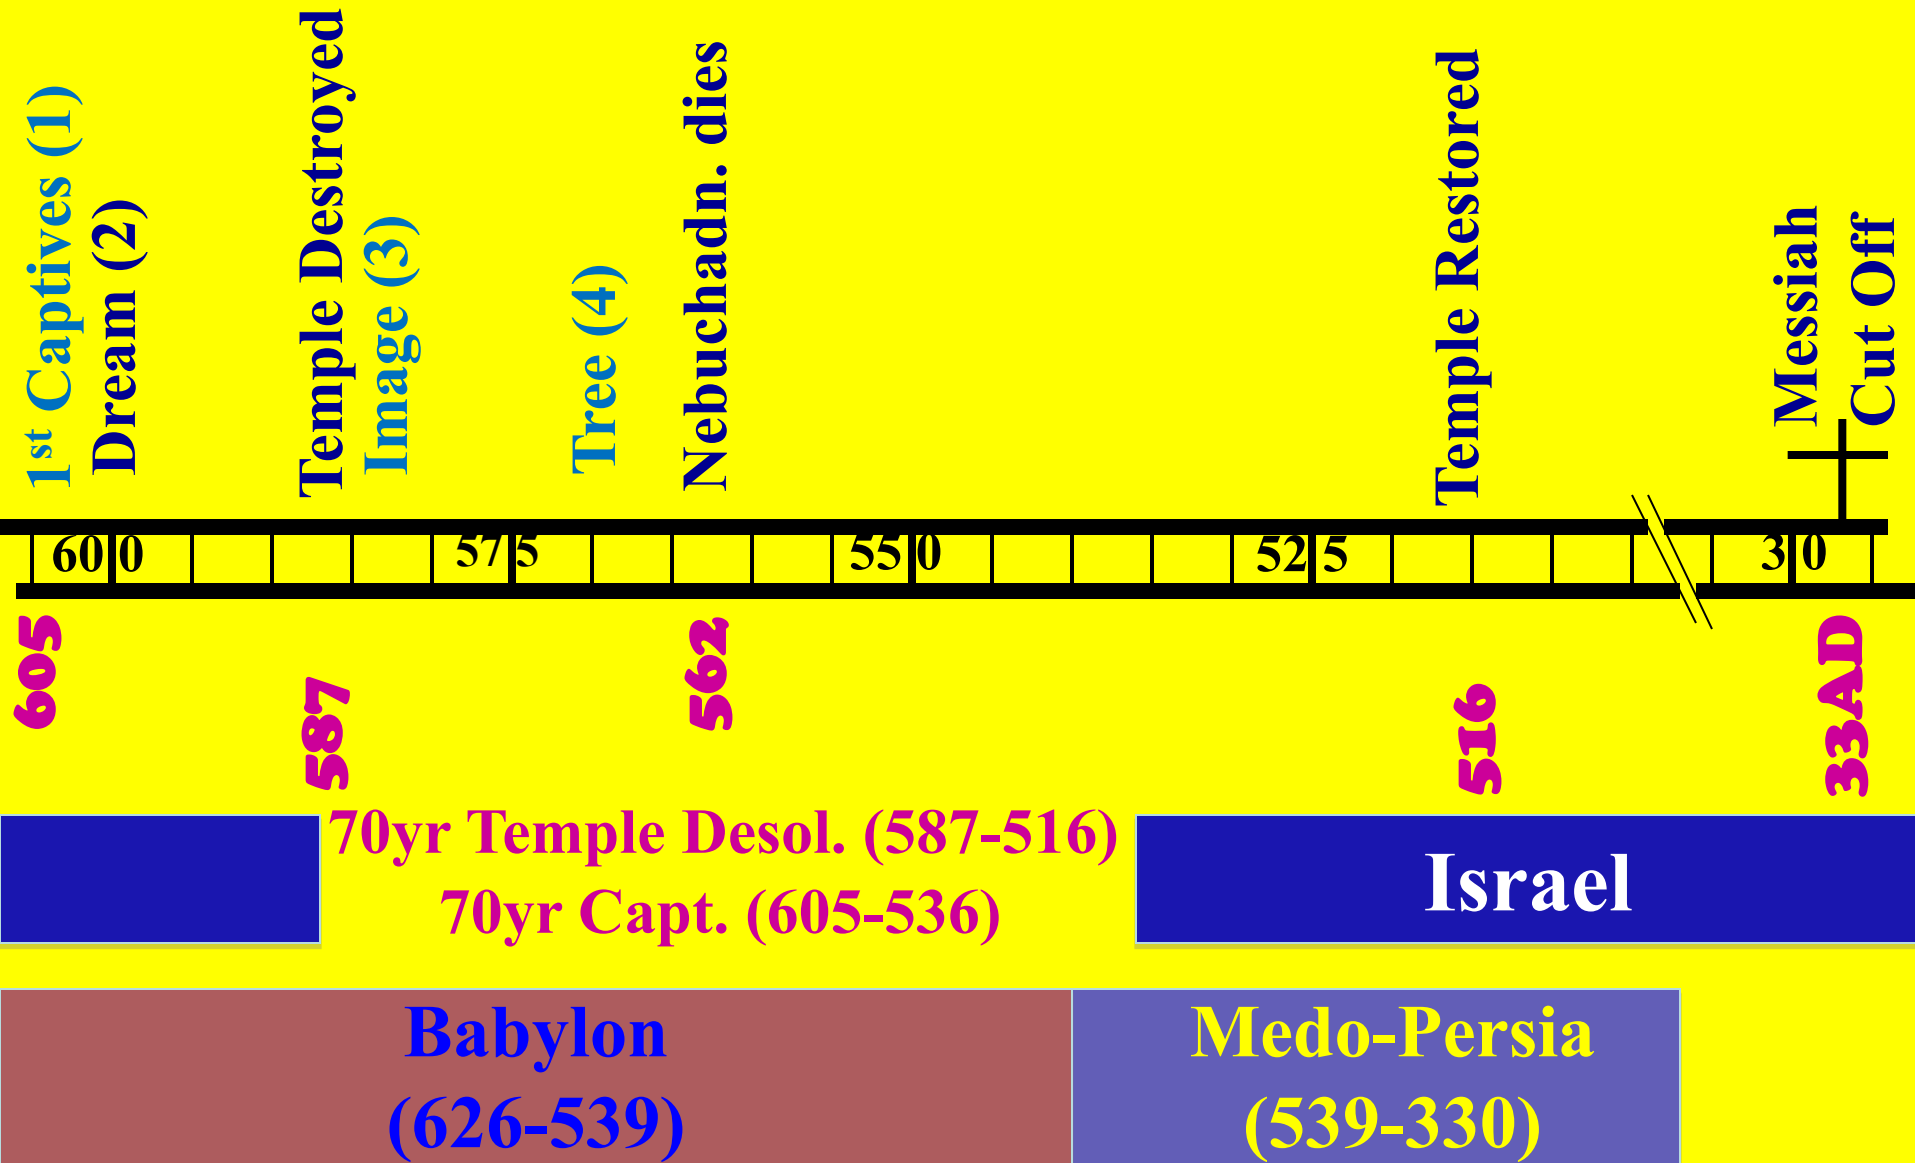 1st Captives (1)
Dream (2)
Temple Destroyed
Image (3)
Tree (4)
Nebuchadn. dies
Temple Restored
Messiah
Cut Off
600
575
550
525
30
605
587
562
516
33AD
70yr Temple Desol. (587-516)
70yr Capt. (605-536)
Israel
Babylon
(626-539)
Medo-Persia
(539-330)